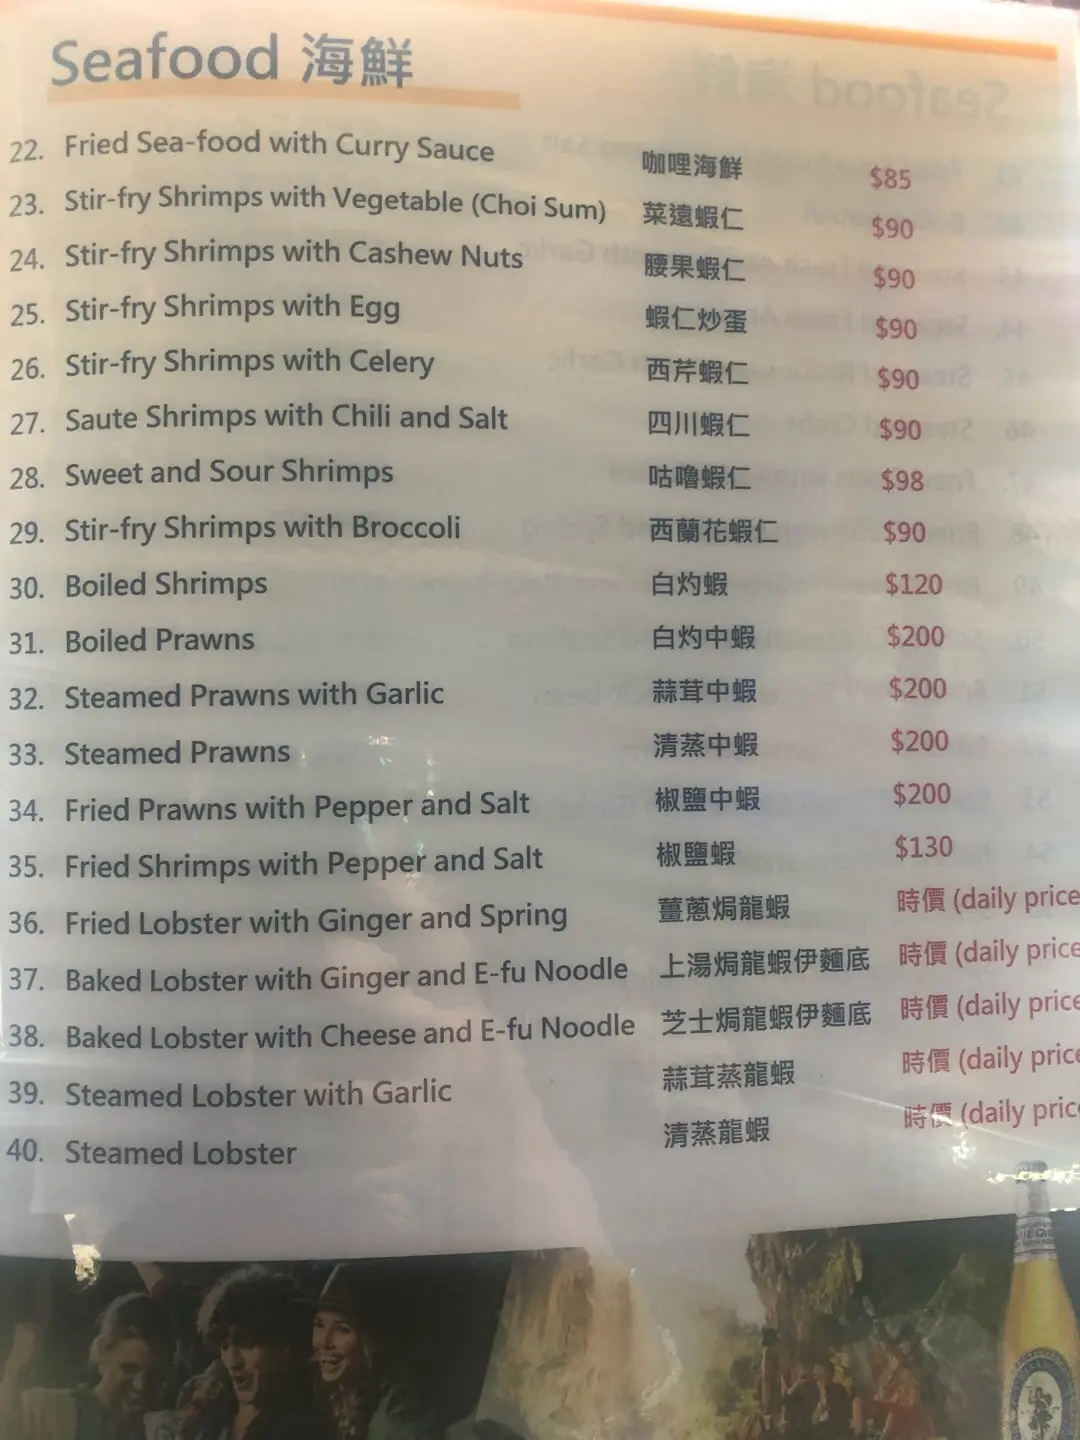 Seafood 海鮮
22. Fried Sea-food with Curry Sauce 咖哩海鮮 $85
23. Stir-fry Shrimps with Vegetable (Choi Sum) 菜遠蝦仁 $90
24. Stir-fry Shrimps with Cashew Nuts 腰果蝦仁 $90
25. Stir-fry Shrimps with Egg 蝦仁炒蛋 $90
26. Stir-fry Shrimps with Celery 西芹蝦仁 $90
27. Saute Shrimps with Chili and Salt 四川蝦仁 $90
28. Sweet and Sour Shrimps 咕嚕蝦仁 $98
29. Stir-fry Shrimps with Broccoli 西蘭花蝦仁 $90
30. Boiled Shrimps 白灼蝦 $120
31. Boiled Prawns 白灼中蝦 $200
32. Steamed Prawns with Garlic 蒜茸中蝦 $200
33. Steamed Prawns 清蒸中蝦 $200
34. Fried Prawns with Pepper and Salt 椒鹽中蝦 $200
35. Fried Shrimps with Pepper and Salt 椒鹽蝦 $130
36. Fried Lobster with Ginger and Spring 薑蔥焗龍蝦 時價 (daily price
37. Baked Lobster with Ginger and E-fu Noodle 上湯焗龍蝦伊麵底 時價 (daily price
38. Baked Lobster with Cheese and E-fu Noodle 芝士焗龍蝦伊麵底 時價 (daily price
39. Steamed Lobster with Garlic 蒜茸蒸龍蝦 時價 (daily price
40. Steamed Lobster 清蒸龍蝦 時價 (daily pric